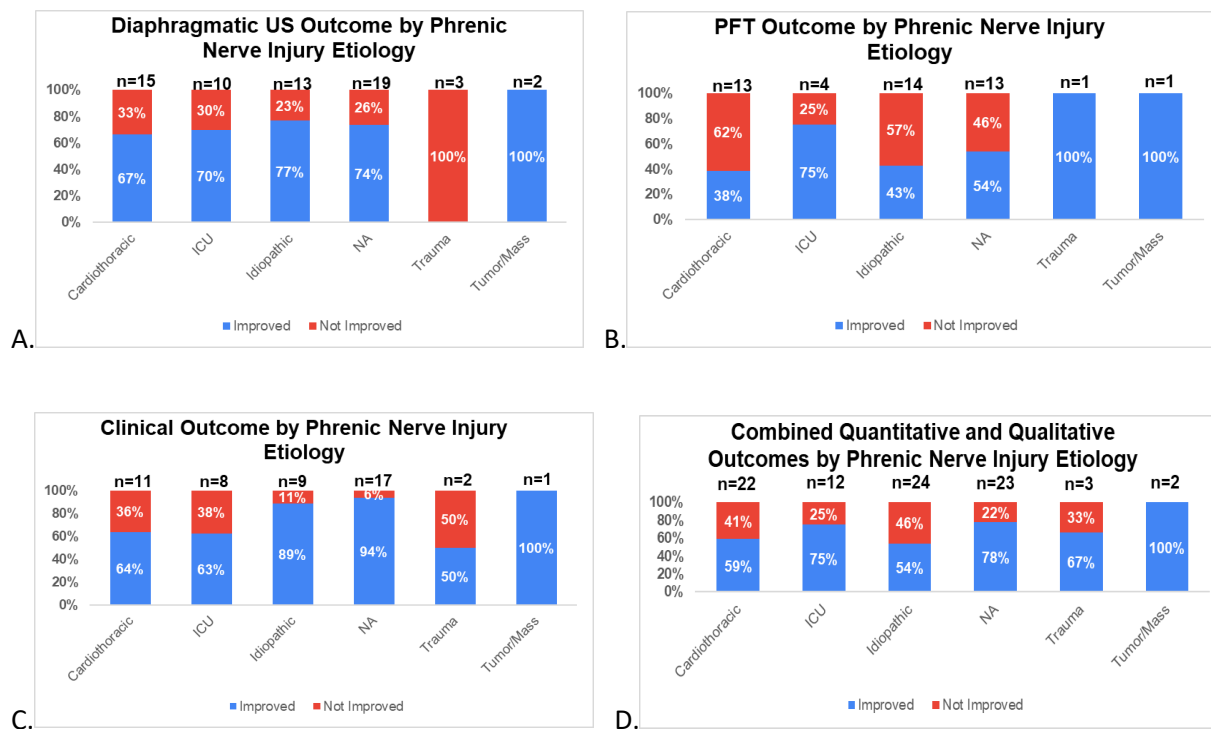 Diaphragmatic US Outcome by Phrenic
Nerve Injury Etiology
n=15 n=10 n=13 n=19 n=3 n=2
100%
80%
60%
40%
20%
0%
33% 30% 23% 26% 100% 100%
67% 70% 77% 74%
Cardiothoracic ICU Idiopathic NA Trauma Tumor/Mass
Improved Not Improved
A.
PFT Outcome by Phrenic Nerve Injury
Etiology
n=13 n=4 n=14 n=13 n=1 n=1
100%
80%
60%
40%
20%
0%
62% 25% 57% 46% 100% 100%
38% 75% 43% 54%
Cardiothoracic ICU Idiopathic NA Trauma Tumor/Mass
Improved Not Improved
B.
Clinical Outcome by Phrenic Nerve Injury
Etiology
n=11 n=8 n=9 n=17 n=2 n=1
100%
80%
60%
40%
20%
0%
36% 38% 11% 6% 50% 100%
64% 63% 89% 94% 50%
Cardiothoracic ICU Idiopathic NA Trauma Tumor/Mass
Improved Not Improved
C.
Combined Quantitative and Qualitative
Outcomes by Phrenic Nerve Injury Etiology
n=22 n=12 n=24 n=23 n=3 n=2
100%
80%
60%
40%
20%
0%
41% 25% 46% 22% 33% 100%
59% 75% 54% 78% 67%
Cardiothoracic ICU Idiopathic NA Trauma Tumor/Mass
Improved Not Improved
D.